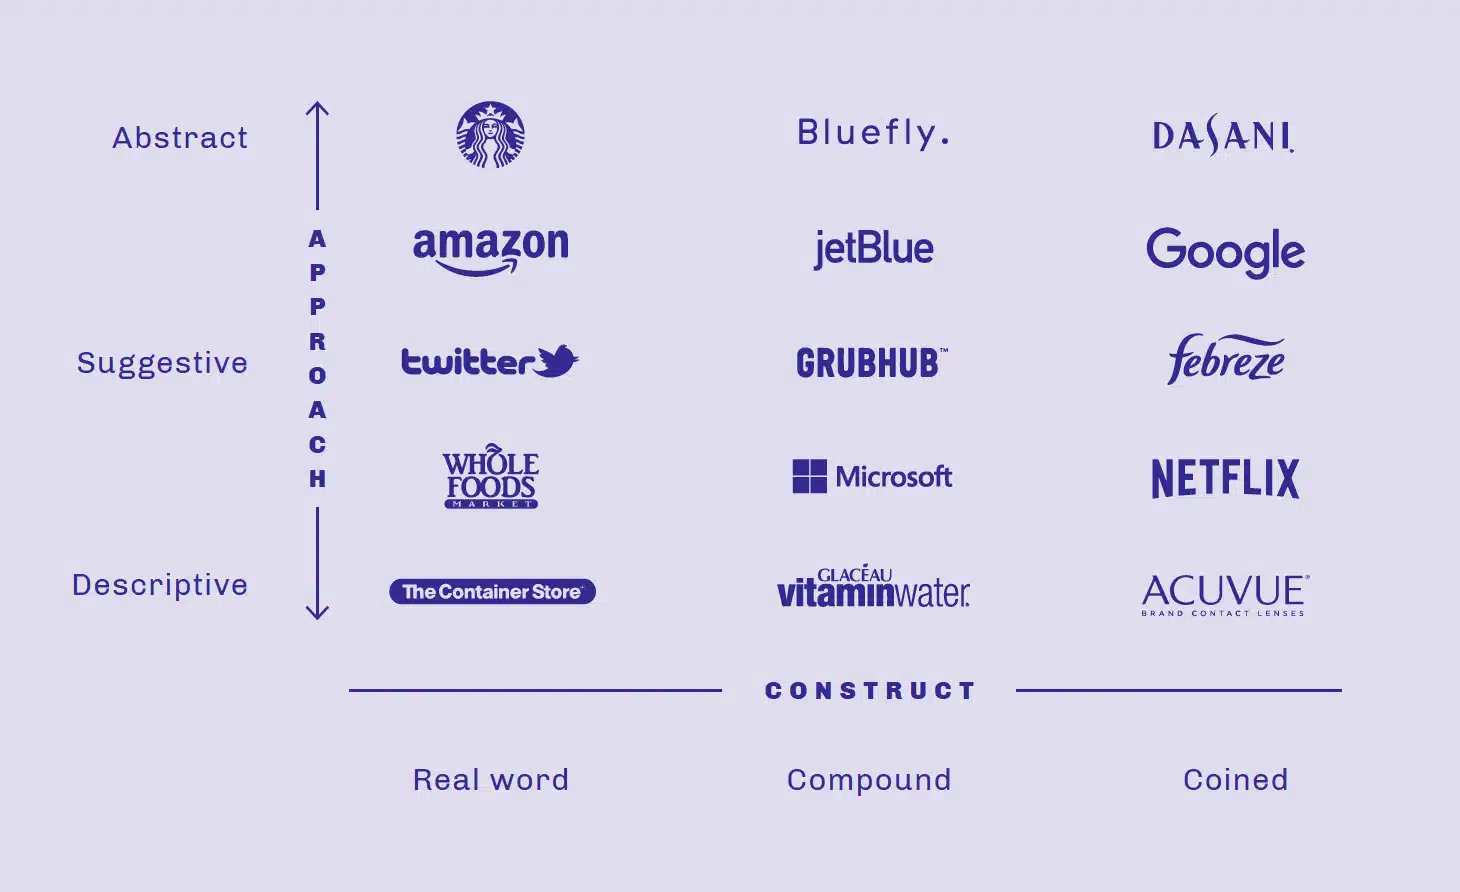 Abstract
Bluefly.
DASANI.
amazon
jetBlue
Google
APPROACH
Suggestive
twitter
GRUBHUB™
febreze
WHOLE
FOODS
MARKET
Microsoft
NETFLIX
Descriptive
The Container Store®
GLACÉAU
vitaminwater.
ACUVUE®
BRAND CONTACT LENSES
CONSTRUCT
Real word
Compound
Coined